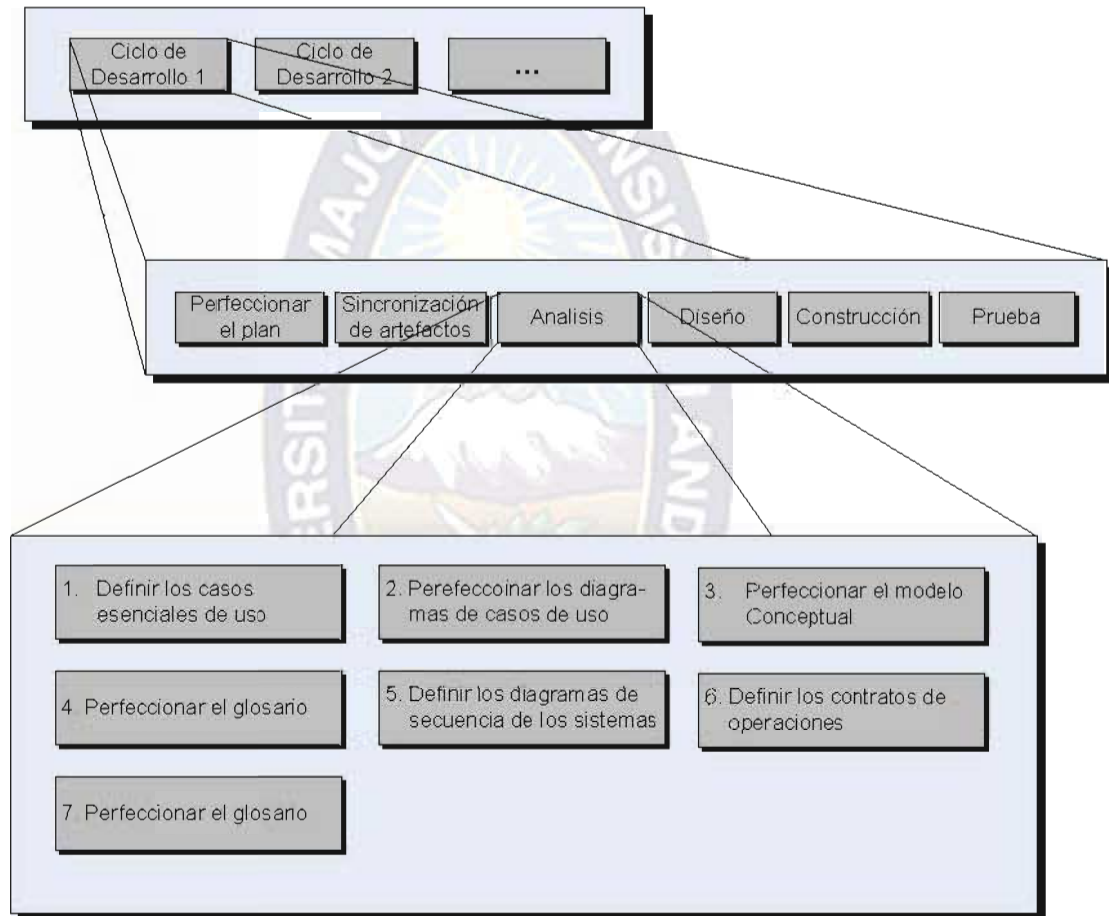 Ciclo de
Desarrollo 1
Ciclo de
Desarrollo 2
...
Perfeccionar
el plan
Sincronización
de artefactos
Analisis
Diseño
Construcción
Prueba
1. Definir los casos
esenciales de uso
2. Perefeccoinar los diagra-
mas de casos de uso
3. Perfeccionar el modelo
Conceptual
4. Perfeccionar el glosario
5. Definir los diagramas de
secuencia de los sistemas
6. Definir los contratos de
operaciones
7. Perfeccionar el glosario